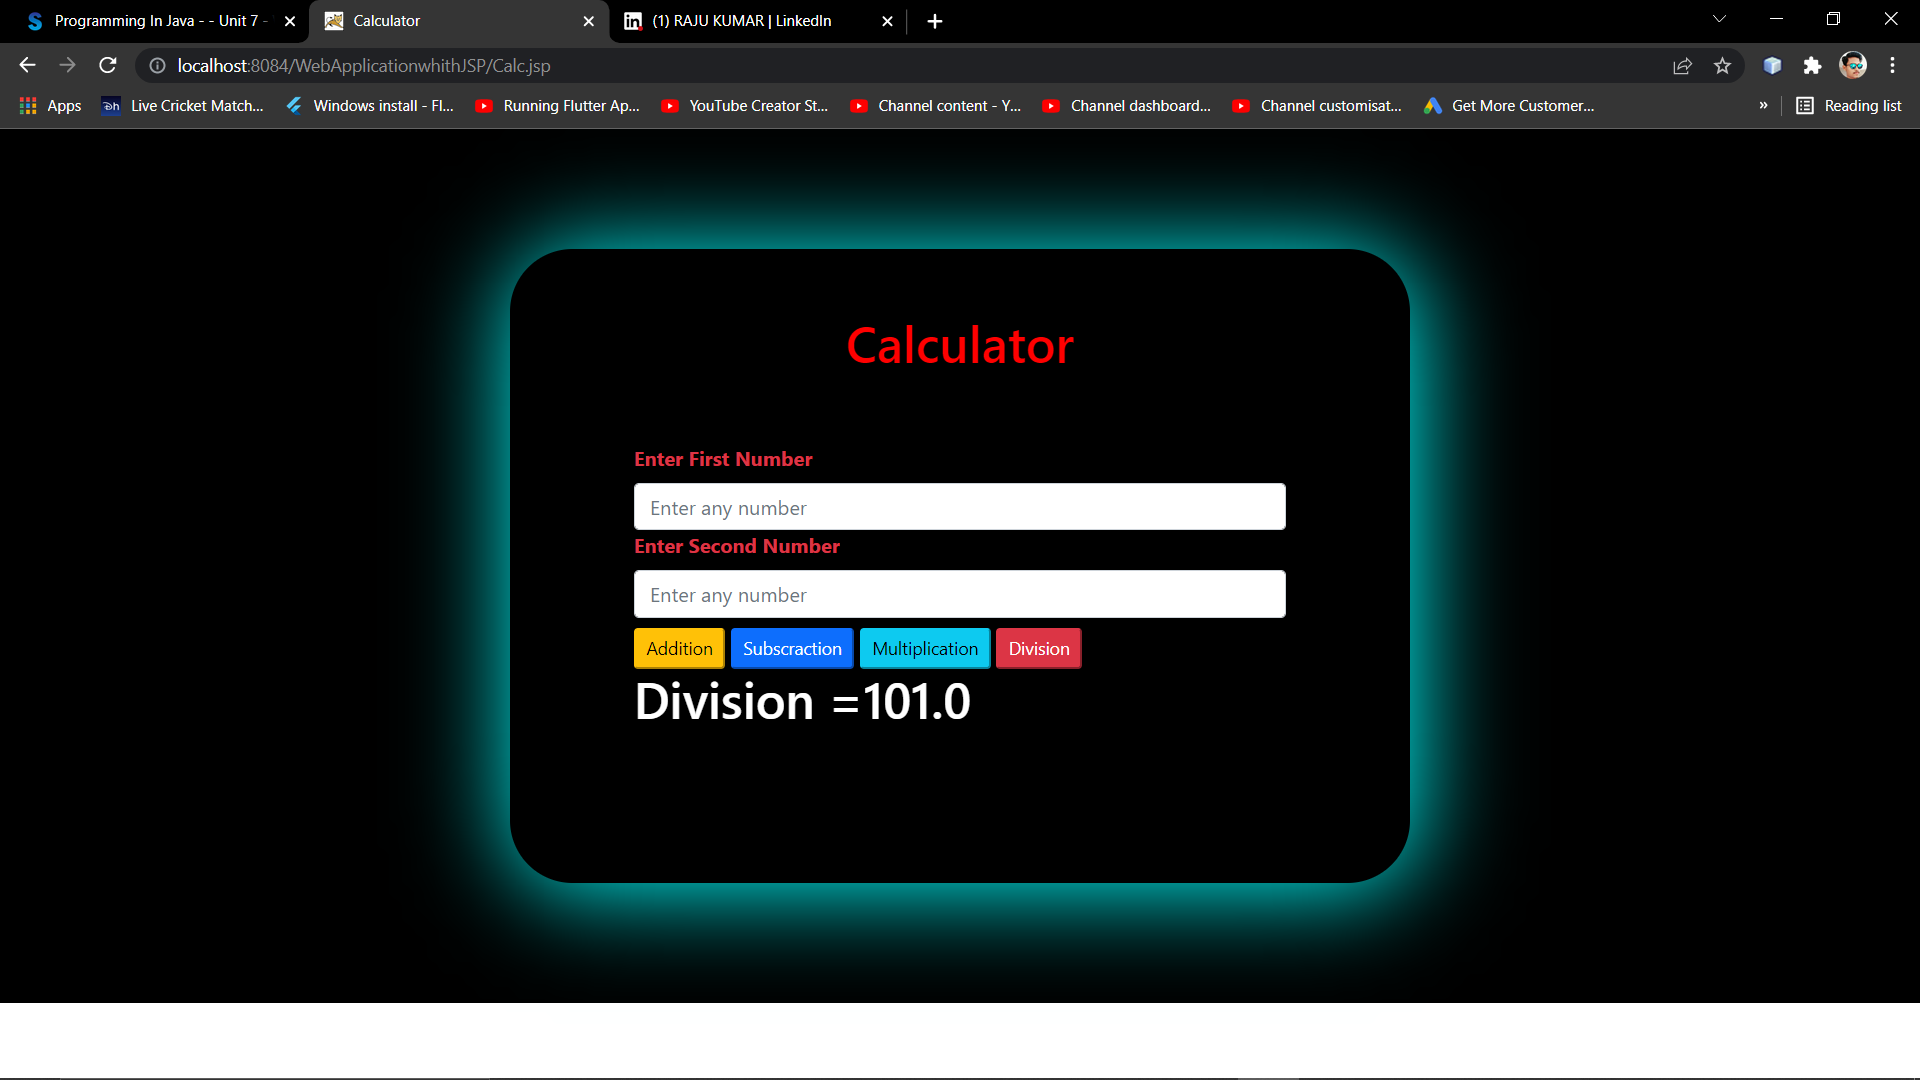 Programming In Java - - Unit 7 -
Calculator
(1) RAJU KUMAR | LinkedIn
localhost:8084/WebApplicationwhithJSP/Calc.jsp
Apps
Live Cricket Match...
Windows install - Fl...
Running Flutter Ap...
YouTube Creator St...
Channel content - Y...
Channel dashboard...
Channel customisat...
Get More Customer...
»
Reading list
Calculator
Enter First Number
Enter any number
Enter Second Number
Enter any number
Addition
Subscraction
Multiplication
Division
Division =101.0